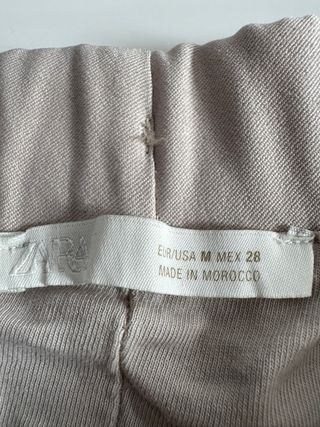 ZARA
EUR/USA M MEX 28
MADE IN MOROCCO